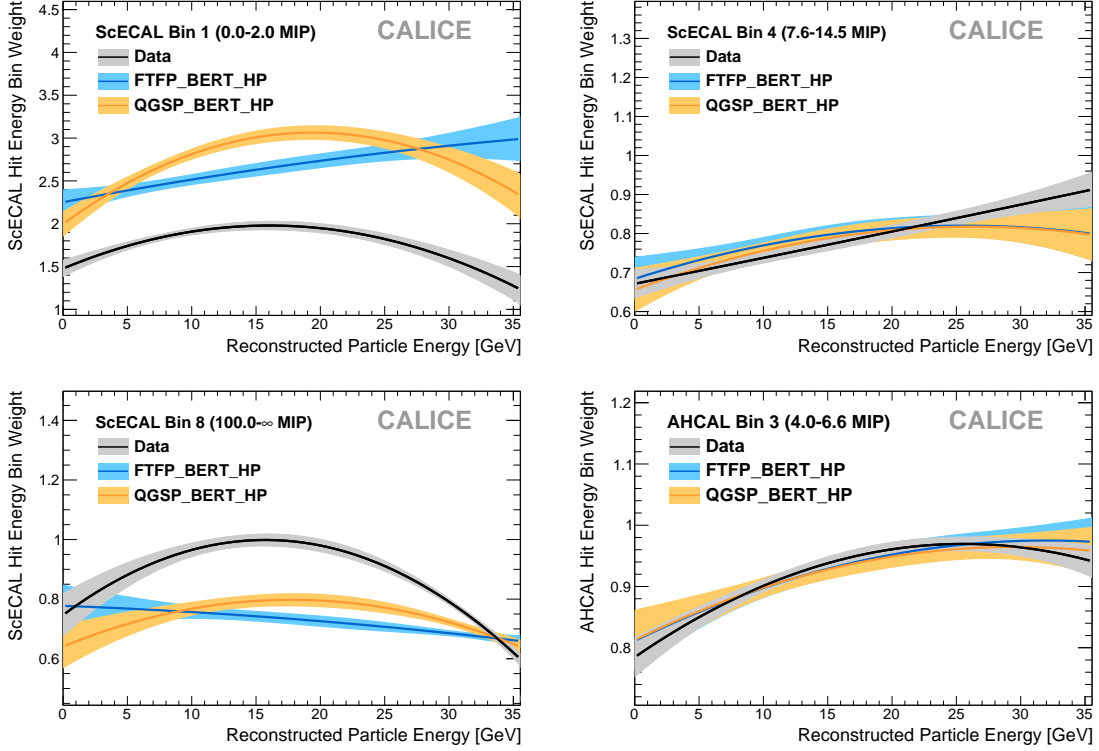 ScECAL Hit Energy Bin Weight
4.5
4
3.5
3
2.5
2
1.5
1
ScECAL Bin 1 (0.0-2.0 MIP)
CALICE
Data
FTFP_BERT_HP
QGSP_BERT_HP
0 5 10 15 20 25 30 35
Reconstructed Particle Energy [GeV]
ScECAL Hit Energy Bin Weight
1.3
1.2
1.1
1
0.9
0.8
0.7
0.6
ScECAL Bin 4 (7.6-14.5 MIP)
CALICE
Data
FTFP_BERT_HP
QGSP_BERT_HP
0 5 10 15 20 25 30 35
Reconstructed Particle Energy [GeV]
ScECAL Hit Energy Bin Weight
1.4
1.2
1
0.8
0.6
ScECAL Bin 8 (100.0-∞ MIP)
CALICE
Data
FTFP_BERT_HP
QGSP_BERT_HP
0 5 10 15 20 25 30 35
Reconstructed Particle Energy [GeV]
AHCAL Hit Energy Bin Weight
1.2
1.1
1
0.9
0.8
AHCAL Bin 3 (4.0-6.6 MIP)
CALICE
Data
FTFP_BERT_HP
QGSP_BERT_HP
0 5 10 15 20 25 30 35
Reconstructed Particle Energy [GeV]